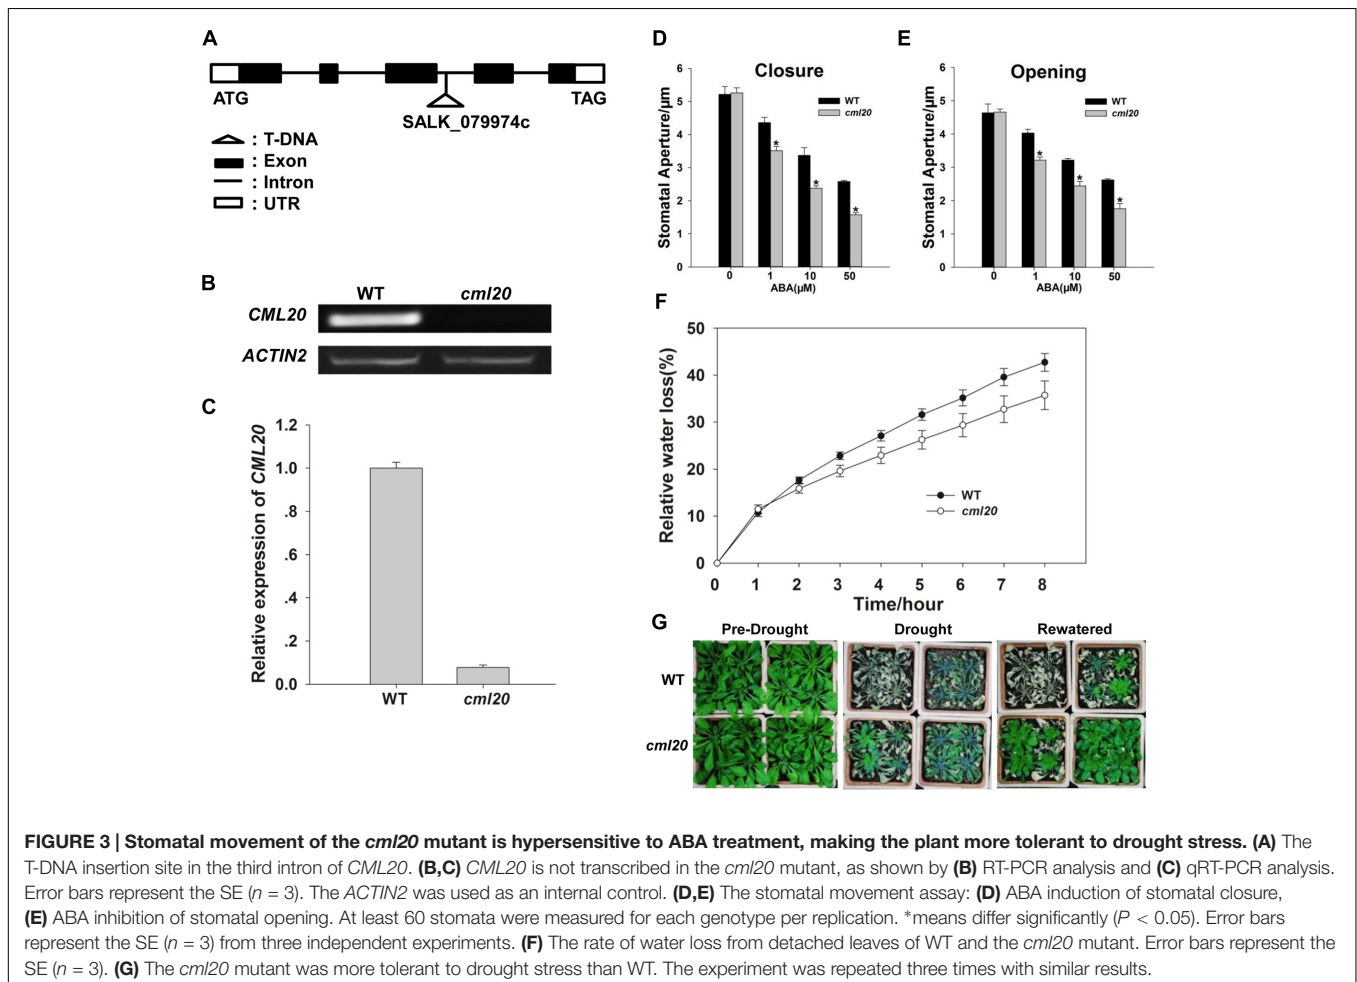 A
ATG
TAG
SALK_079974c
: T-DNA
: Exon
: Intron
: UTR
B
WT
cml20
CML20
ACTIN2
C
Relative expression of CML20
1.2
1.0
.8
.6
.4
.2
0.0
WT
cml20
D
Closure
Stomatal Aperture/µm
6
5
4
3
2
1
0
WT
cml20
*
*
*
0
1
10
50
ABA(µM)
E
Opening
Stomatal Aperture/µm
6
5
4
3
2
1
0
WT
cml20
*
*
*
0
1
10
50
ABA(µM)
F
Relative water loss(%)
50
40
30
20
10
0
WT
cml20
0
1
2
3
4
5
6
7
8
Time/hour
G
Pre-Drought
Drought
Rewatered
WT
cml20
FIGURE 3 | Stomatal movement of the cml20 mutant is hypersensitive to ABA treatment, making the plant more tolerant to drought stress. (A) The
T-DNA insertion site in the third intron of CML20. (B,C) CML20 is not transcribed in the cml20 mutant, as shown by (B) RT-PCR analysis and (C) qRT-PCR analysis.
Error bars represent the SE (n = 3). The ACTIN2 was used as an internal control. (D,E) The stomatal movement assay: (D) ABA induction of stomatal closure,
(E) ABA inhibition of stomatal opening. At least 60 stomata were measured for each genotype per replication. *means differ significantly (P < 0.05). Error bars
represent the SE (n = 3) from three independent experiments. (F) The rate of water loss from detached leaves of WT and the cml20 mutant. Error bars represent the
SE (n = 3). (G) The cml20 mutant was more tolerant to drought stress than WT. The experiment was repeated three times with similar results.